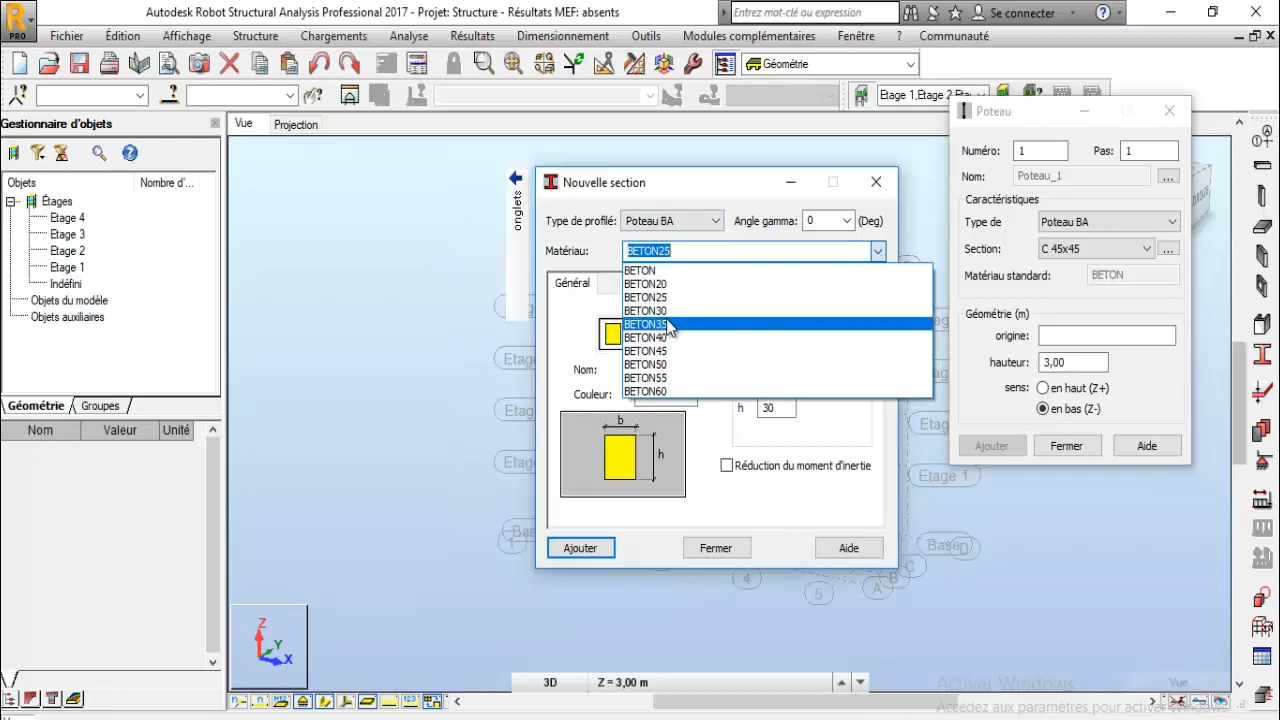 Autodesk Robot Structural Analysis Professional 2017 - Projet: Structure - Résultats MEF: absents
Entrez mot-clé ou expression
Se connecter
PRO
Fichier Édition Affichage Structure Chargements Analyse Résultats Dimensionnement Outils Modules complémentaires Fenêtre ? Communauté
Géométrie
Gestionnaire d'objets
Objets Nombre d'...
Étages
Etage 4
Etage 3
Etage 2
Etage 1
Indéfini
Objets du modèle
Objets auxiliaires
Géométrie Groupes
Nom Valeur Unité
Vue Projection
onglets
Nouvelle section
Type de profilé: Poteau BA Angle gamma: 0 (Deg)
Matériau: BETON25
BETON
BETON20
BETON25
BETON30
BETON35
BETON40
BETON45
BETON50
BETON55
BETON60
Général
Nom:
Couleur:
h 30
b
h
Réduction du moment d'inertie
Ajouter Fermer Aide
Poteau
Numéro: 1 Pas: 1
Nom: Poteau_1 ...
Caractéristiques
Type de Poteau BA
Section: C 45x45 ...
Matériau standard: BETON
Géométrie (m)
origine:
hauteur: 3,00
sens: en haut (Z+)
en bas (Z-)
Ajouter Fermer Aide
Etage 1
Base
D
C
B
A
1
4
5
Z
Y
X
3D Z = 3,00 m
Vue
Activer Windows
Accédez aux paramètres pour activer Windows.